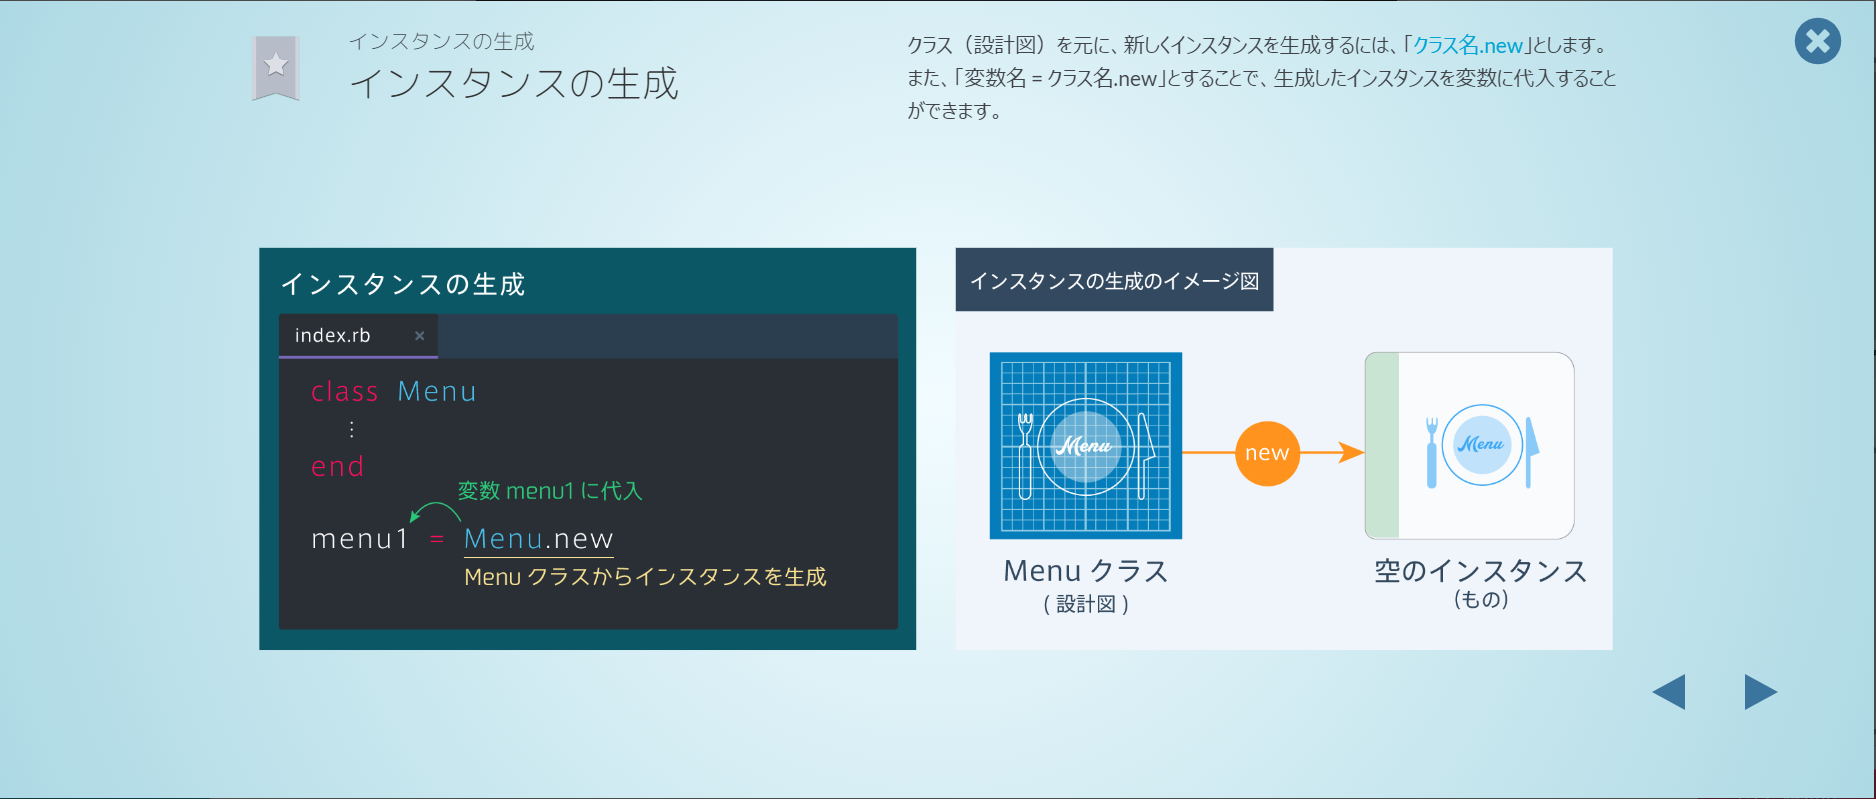 インスタンスの生成
インスタンスの生成
クラス（設計図）を元に、新しくインスタンスを生成するには、「クラス名.new」とします。
また、「変数名 = クラス名.new」とすることで、生成したインスタンスを変数に代入すること
ができます。
インスタンスの生成
index.rb ×
class Menu
⋮
end
変数 menu1 に代入
menu1 = Menu.new
Menu クラスからインスタンスを生成
インスタンスの生成のイメージ図
Menu
new
Menu
Menu クラス
( 設計図 )
空のインスタンス
(もの)